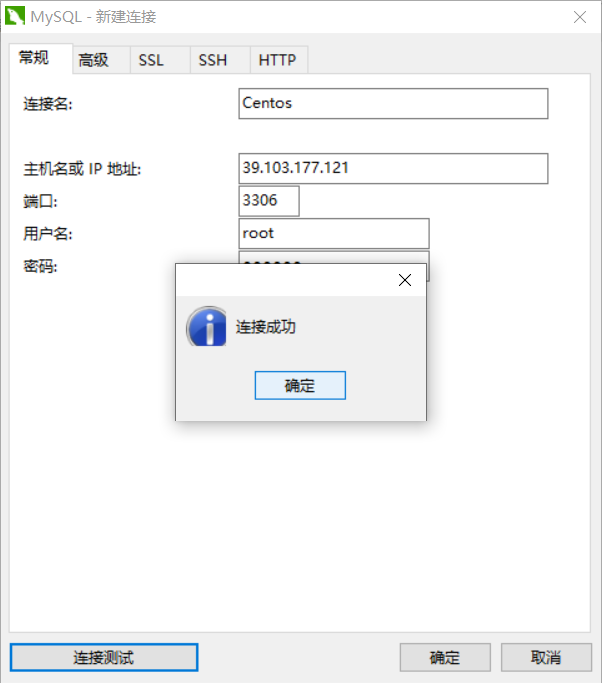 MySQL - 新建连接
常规 高级 SSL SSH HTTP
连接名: Centos
主机名或 IP 地址: 39.103.177.121
端口: 3306
用户名: root
密码:
连接成功
确定
连接测试 确定 取消